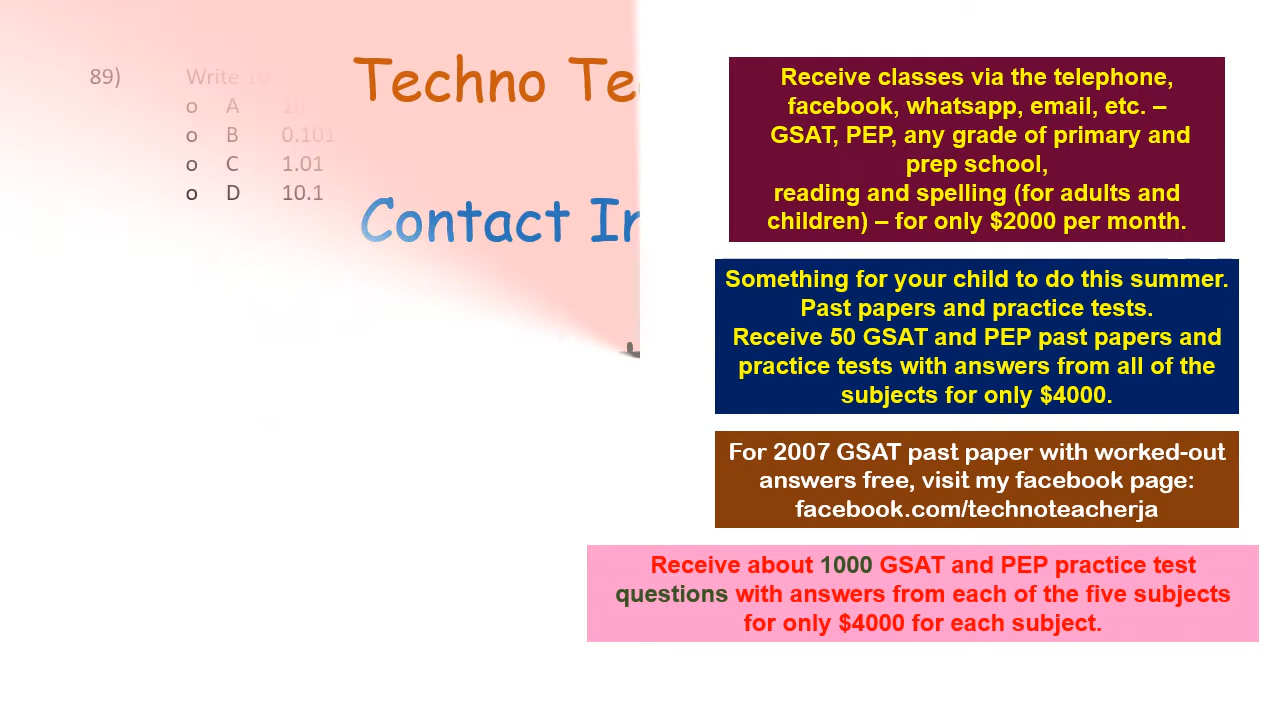 89) Write
o A
o B 0.101
o C 1.01
o D 10.1
Techno
Contact
Receive classes via the telephone,
facebook, whatsapp, email, etc. –
GSAT, PEP, any grade of primary and
prep school,
reading and spelling (for adults and
children) – for only $2000 per month.
Something for your child to do this summer.
Past papers and practice tests.
Receive 50 GSAT and PEP past papers and
practice tests with answers from all of the
subjects for only $4000.
For 2007 GSAT past paper with worked-out
answers free, visit my facebook page:
facebook.com/technoteacherja
Receive about 1000 GSAT and PEP practice test
questions with answers from each of the five subjects
for only $4000 for each subject.